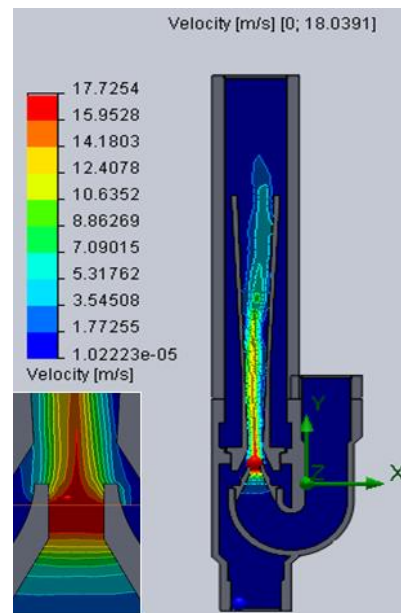 Velocity [m/s] [0; 18.0391]
17.7254
15.9528
14.1803
12.4078
10.6352
8.86269
7.09015
5.31762
3.54508
1.77255
1.02223e-05
Velocity [m/s]
Y
Z
X